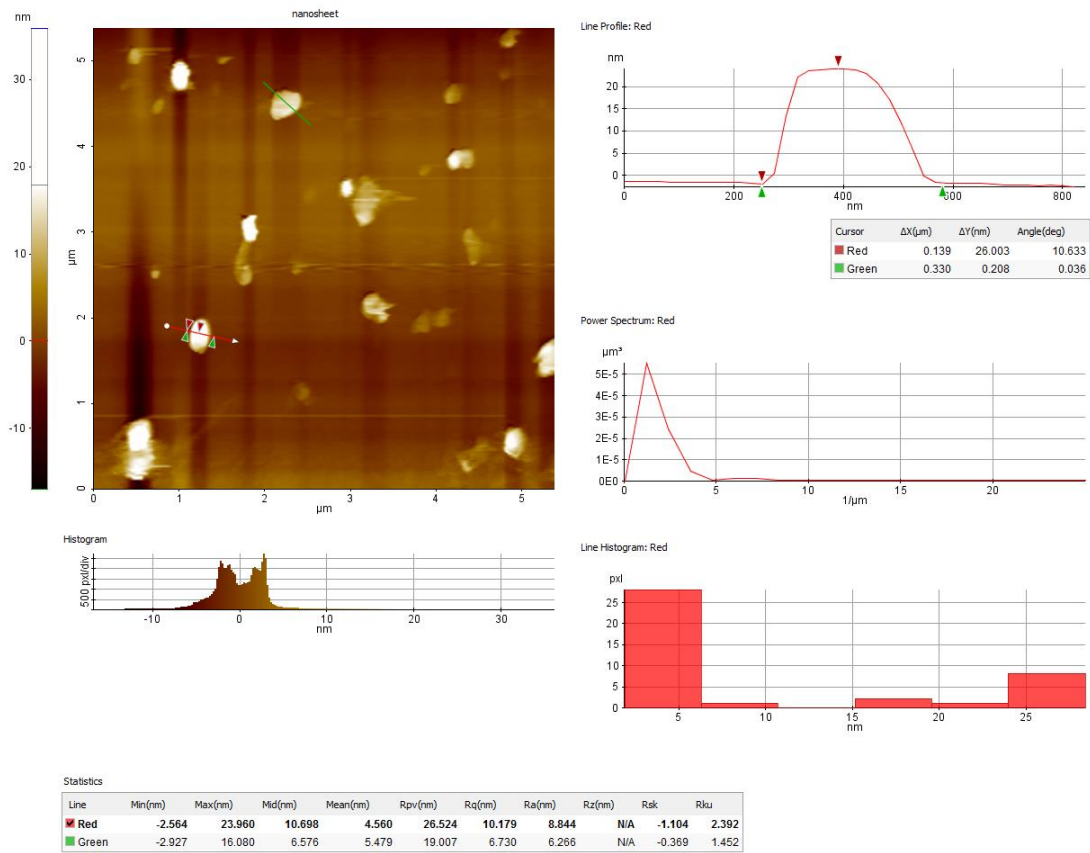 nanosheet
nm
30
20
10
0
-10
5
4
3
2
1
0
μm
0 1 2 3 4 5
μm
Line Profile: Red
nm
20
15
10
5
0
0 200 400 600 800
nm
Cursor ΔX(μm) ΔY(nm) Angle(deg)
Red 0.139 26.003 10.633
Green 0.330 0.208 0.036
Power Spectrum: Red
μm³
5E-5
4E-5
3E-5
2E-5
1E-5
0E0
0 5 10 15 20
1/μm
Histogram
500 pxl/div
-10 0 10 20 30
nm
Line Histogram: Red
pxl
25
20
15
10
5
0
5 10 15 20 25
nm
Statistics
Line Min(nm) Max(nm) Mid(nm) Mean(nm) Rpv(nm) Rq(nm) Ra(nm) Rz(nm) Rsk Rku
Red -2.564 23.960 10.698 4.560 26.524 10.179 8.844 N/A -1.104 2.392
Green -2.927 16.080 6.576 5.479 19.007 6.730 6.266 N/A -0.369 1.452